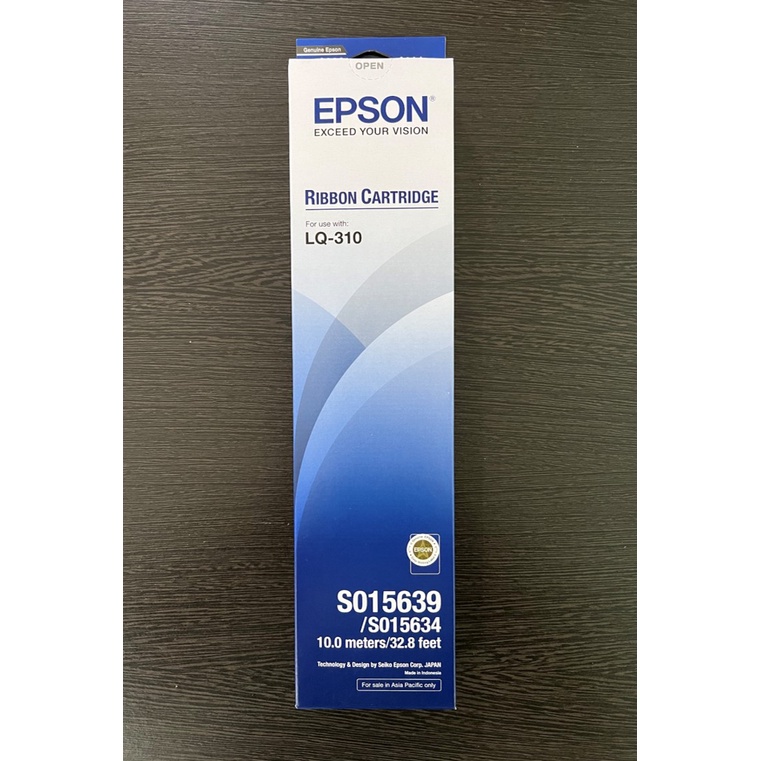 Genuine Epson
OPEN
EPSON®
EXCEED YOUR VISION
RIBBON CARTRIDGE
For use with:
LQ-310
EPSON
S015639
/S015634
10.0 meters/32.8 feet
Technology & Design by Seiko Epson Corp. JAPAN
Made in Indonesia
For sale in Asia Pacific only